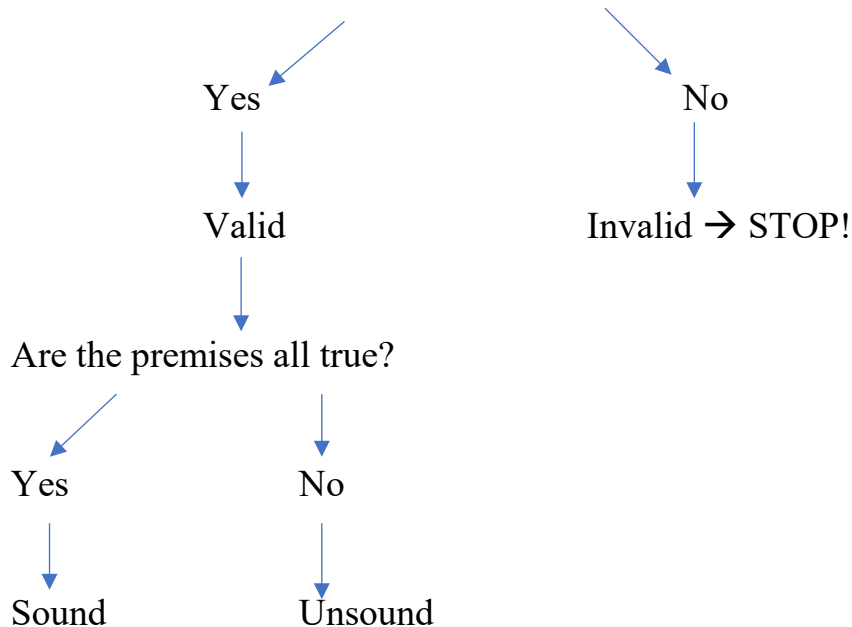 Yes No
Valid Invalid → STOP!
Are the premises all true?
Yes No
Sound Unsound